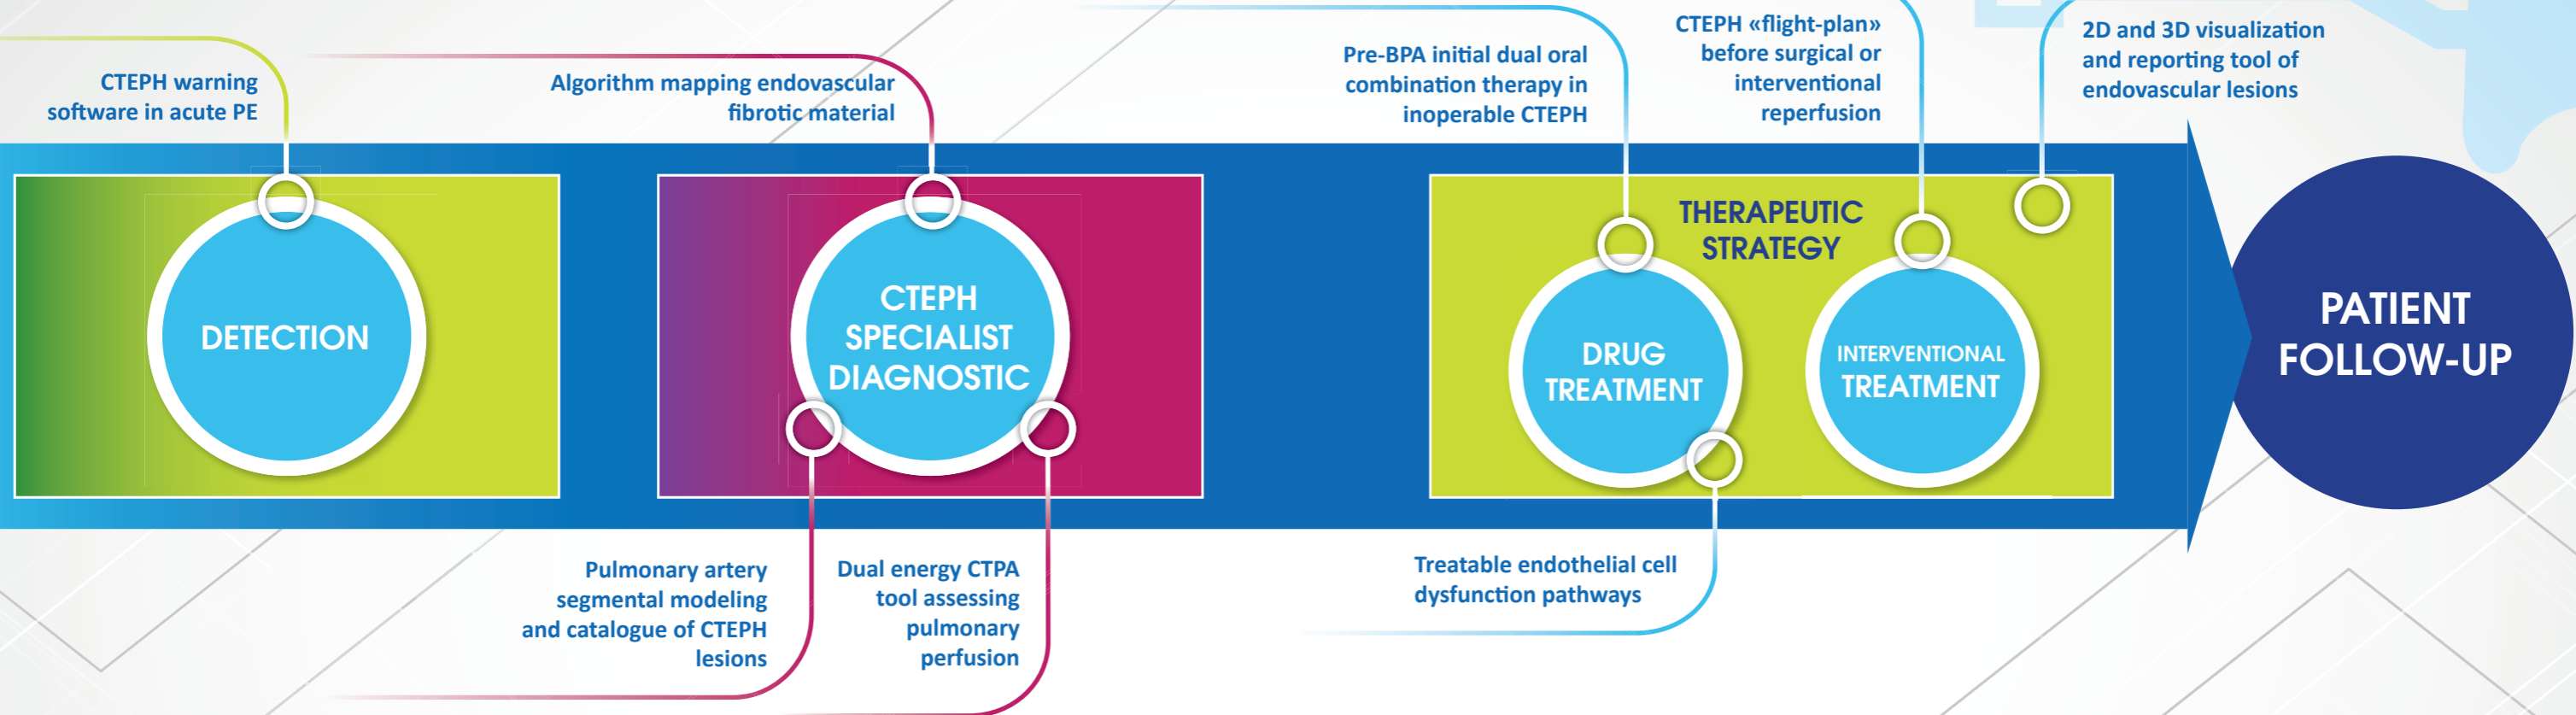 CTEPH warning
software in acute PE
Algorithm mapping endovascular
fibrotic material
Pre-BPA initial dual oral
combination therapy in
inoperable CTEPH
CTEPH «flight-plan»
before surgical or
interventional
reperfusion
2D and 3D visualization
and reporting tool of
endovascular lesions
DETECTION
CTEPH
SPECIALIST
DIAGNOSTIC
THERAPEUTIC
STRATEGY
DRUG
TREATMENT
INTERVENTIONAL
TREATMENT
PATIENT
FOLLOW-UP
Pulmonary artery
segmental modeling
and catalogue of CTEPH
lesions
Dual energy CTPA
tool assessing
pulmonary
perfusion
Treatable endothelial cell
dysfunction pathways